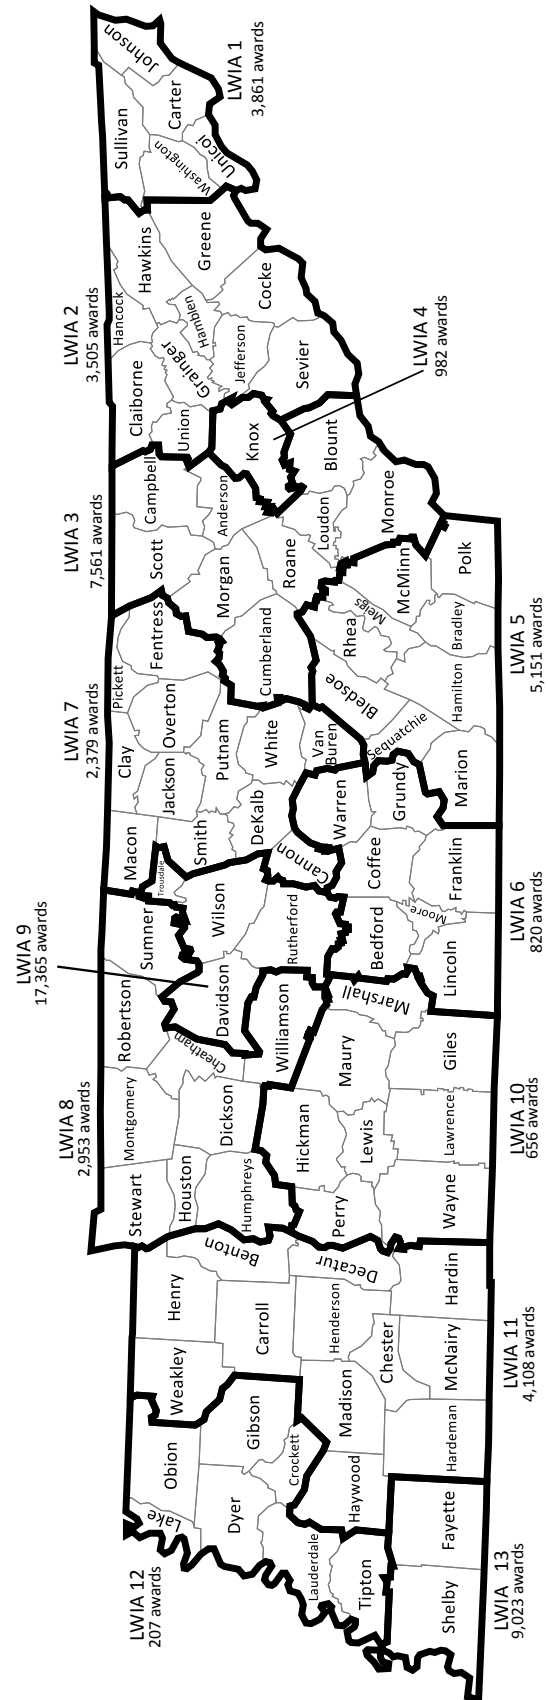 LWIA 12
207 awards
LWIA 8
2,953 awards
LWIA 9
17,365 awards
LWIA 7
2,379 awards
LWIA 3
7,561 awards
LWIA 2
3,505 awards
LWIA 1
3,861 awards
LWIA 4
982 awards
LWIA 5
5,151 awards
LWIA 6
820 awards
LWIA 10
656 awards
LWIA 11
4,108 awards
LWIA 13
9,023 awards
Lake
Obion
Weakley
Henry
Dyer
Gibson
Carroll
Benton
Lauderdale
Crockett
Tipton
Haywood
Madison
Henderson
Decatur
Chester
Shelby
Fayette
Hardeman
McNairy
Hardin
Stewart
Montgomery
Robertson
Sumner
Houston
Humphreys
Dickson
Cheatham
Davidson
Wilson
Trousdale
Williamson
Rutherford
Perry
Hickman
Lewis
Maury
Marshall
Wayne
Lawrence
Giles
Bedford
Moore
Lincoln
Coffee
Franklin
Cannon
Warren
Grundy
Macon
Clay
Pickett
Smith
Jackson
Overton
Fentress
DeKalb
Putnam
White
Van
Buren
Cumberland
Bledsoe
Sequatchie
Marion
Hamilton
Rhea
Meigs
Bradley
McMinn
Polk
Scott
Campbell
Morgan
Anderson
Roane
Loudon
Monroe
Blount
Knox
Claiborne
Union
Hancock
Grainger
Hamblen
Hawkins
Jefferson
Sevier
Cocke
Greene
Sullivan
Washington
Carter
Unicoi
Johnson